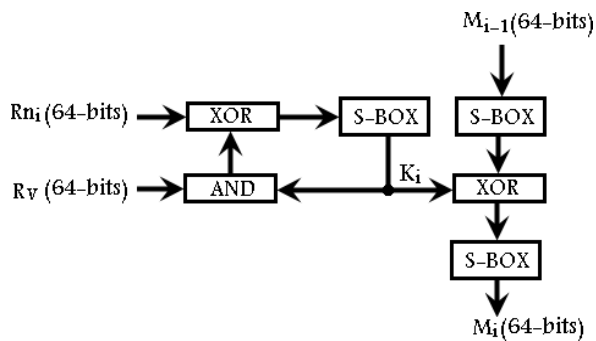 Mi-1(64-bits)
Rni(64-bits)
XOR
S-BOX
S-BOX
Rv (64-bits)
AND
Ki
XOR
S-BOX
Mi(64-bits)